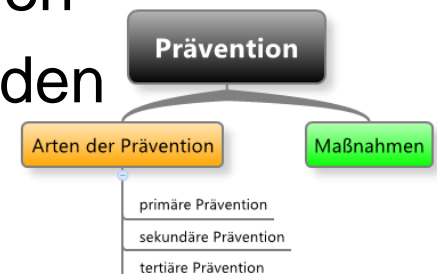 den
Prävention
Arten der Prävention
Maßnahmen
primäre Prävention
sekundäre Prävention
tertiäre Prävention